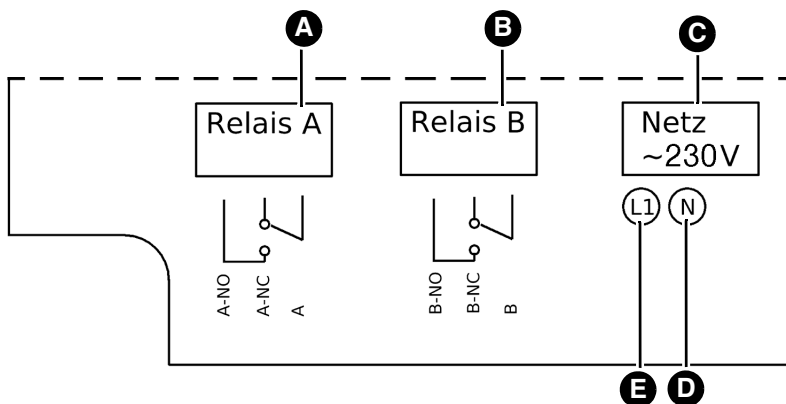 A
B
C
Relais A
Relais B
Netz
~230V
L1
N
A-NO
A-NC
A
B-NO
B-NC
B
E
D